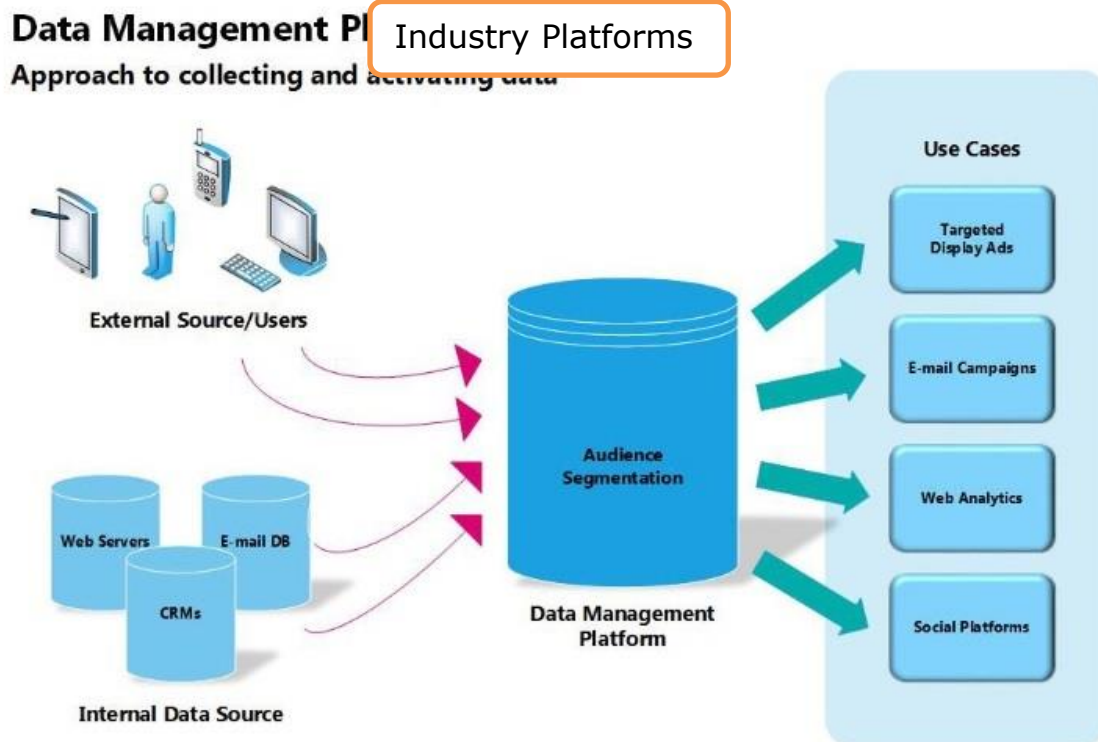 Data Management Pl
Industry Platforms
Approach to collecting and activating data
Use Cases
Targeted
Display Ads
External Source/Users
E-mail Campaigns
Audience
Segmentation
Web Servers
E-mail DB
Web Analytics
CRMs
Data Management
Platform
Social Platforms
Internal Data Source